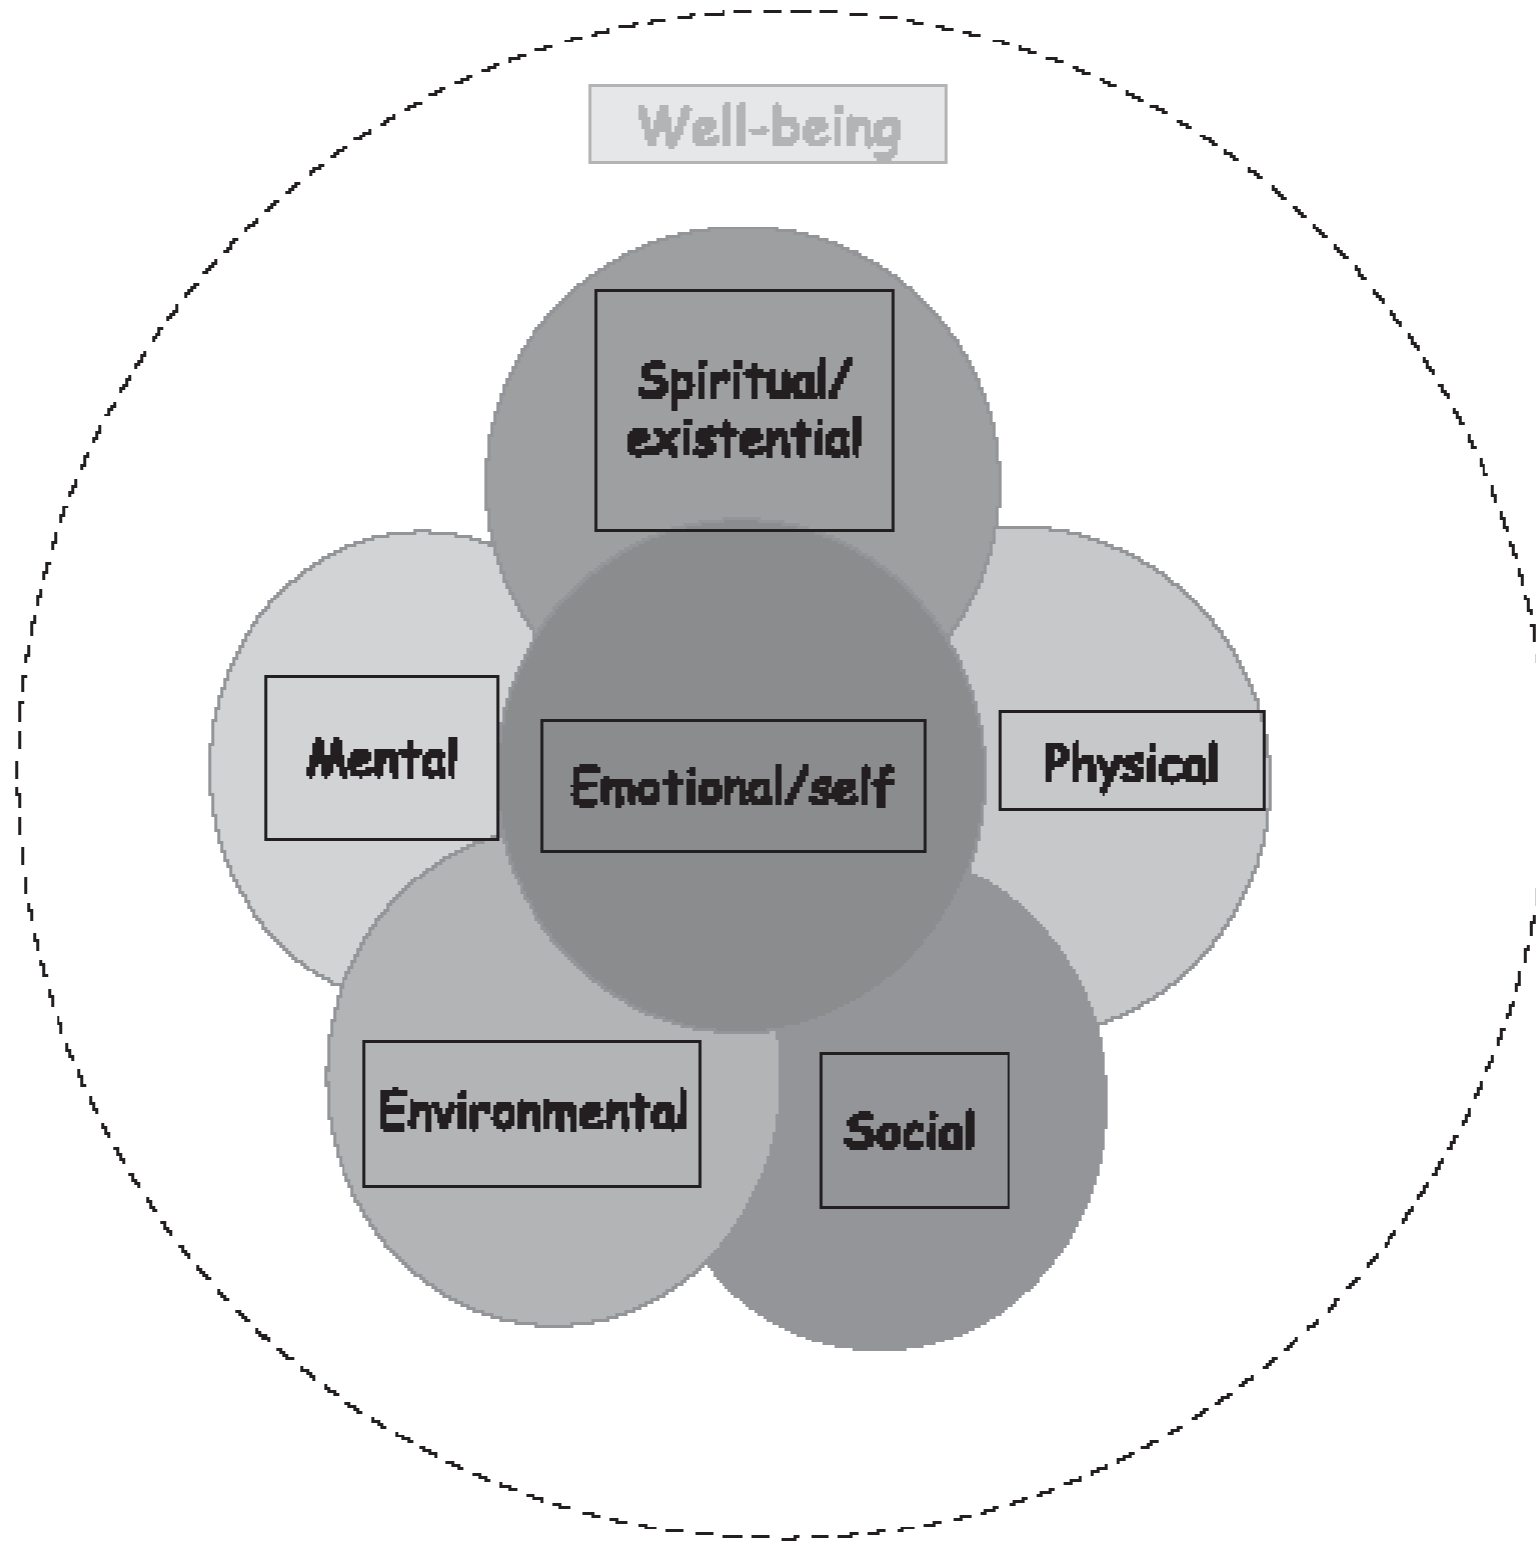 Well-being
Spiritual/
existential
Mental
Emotional/self
Physical
Environmental
Social